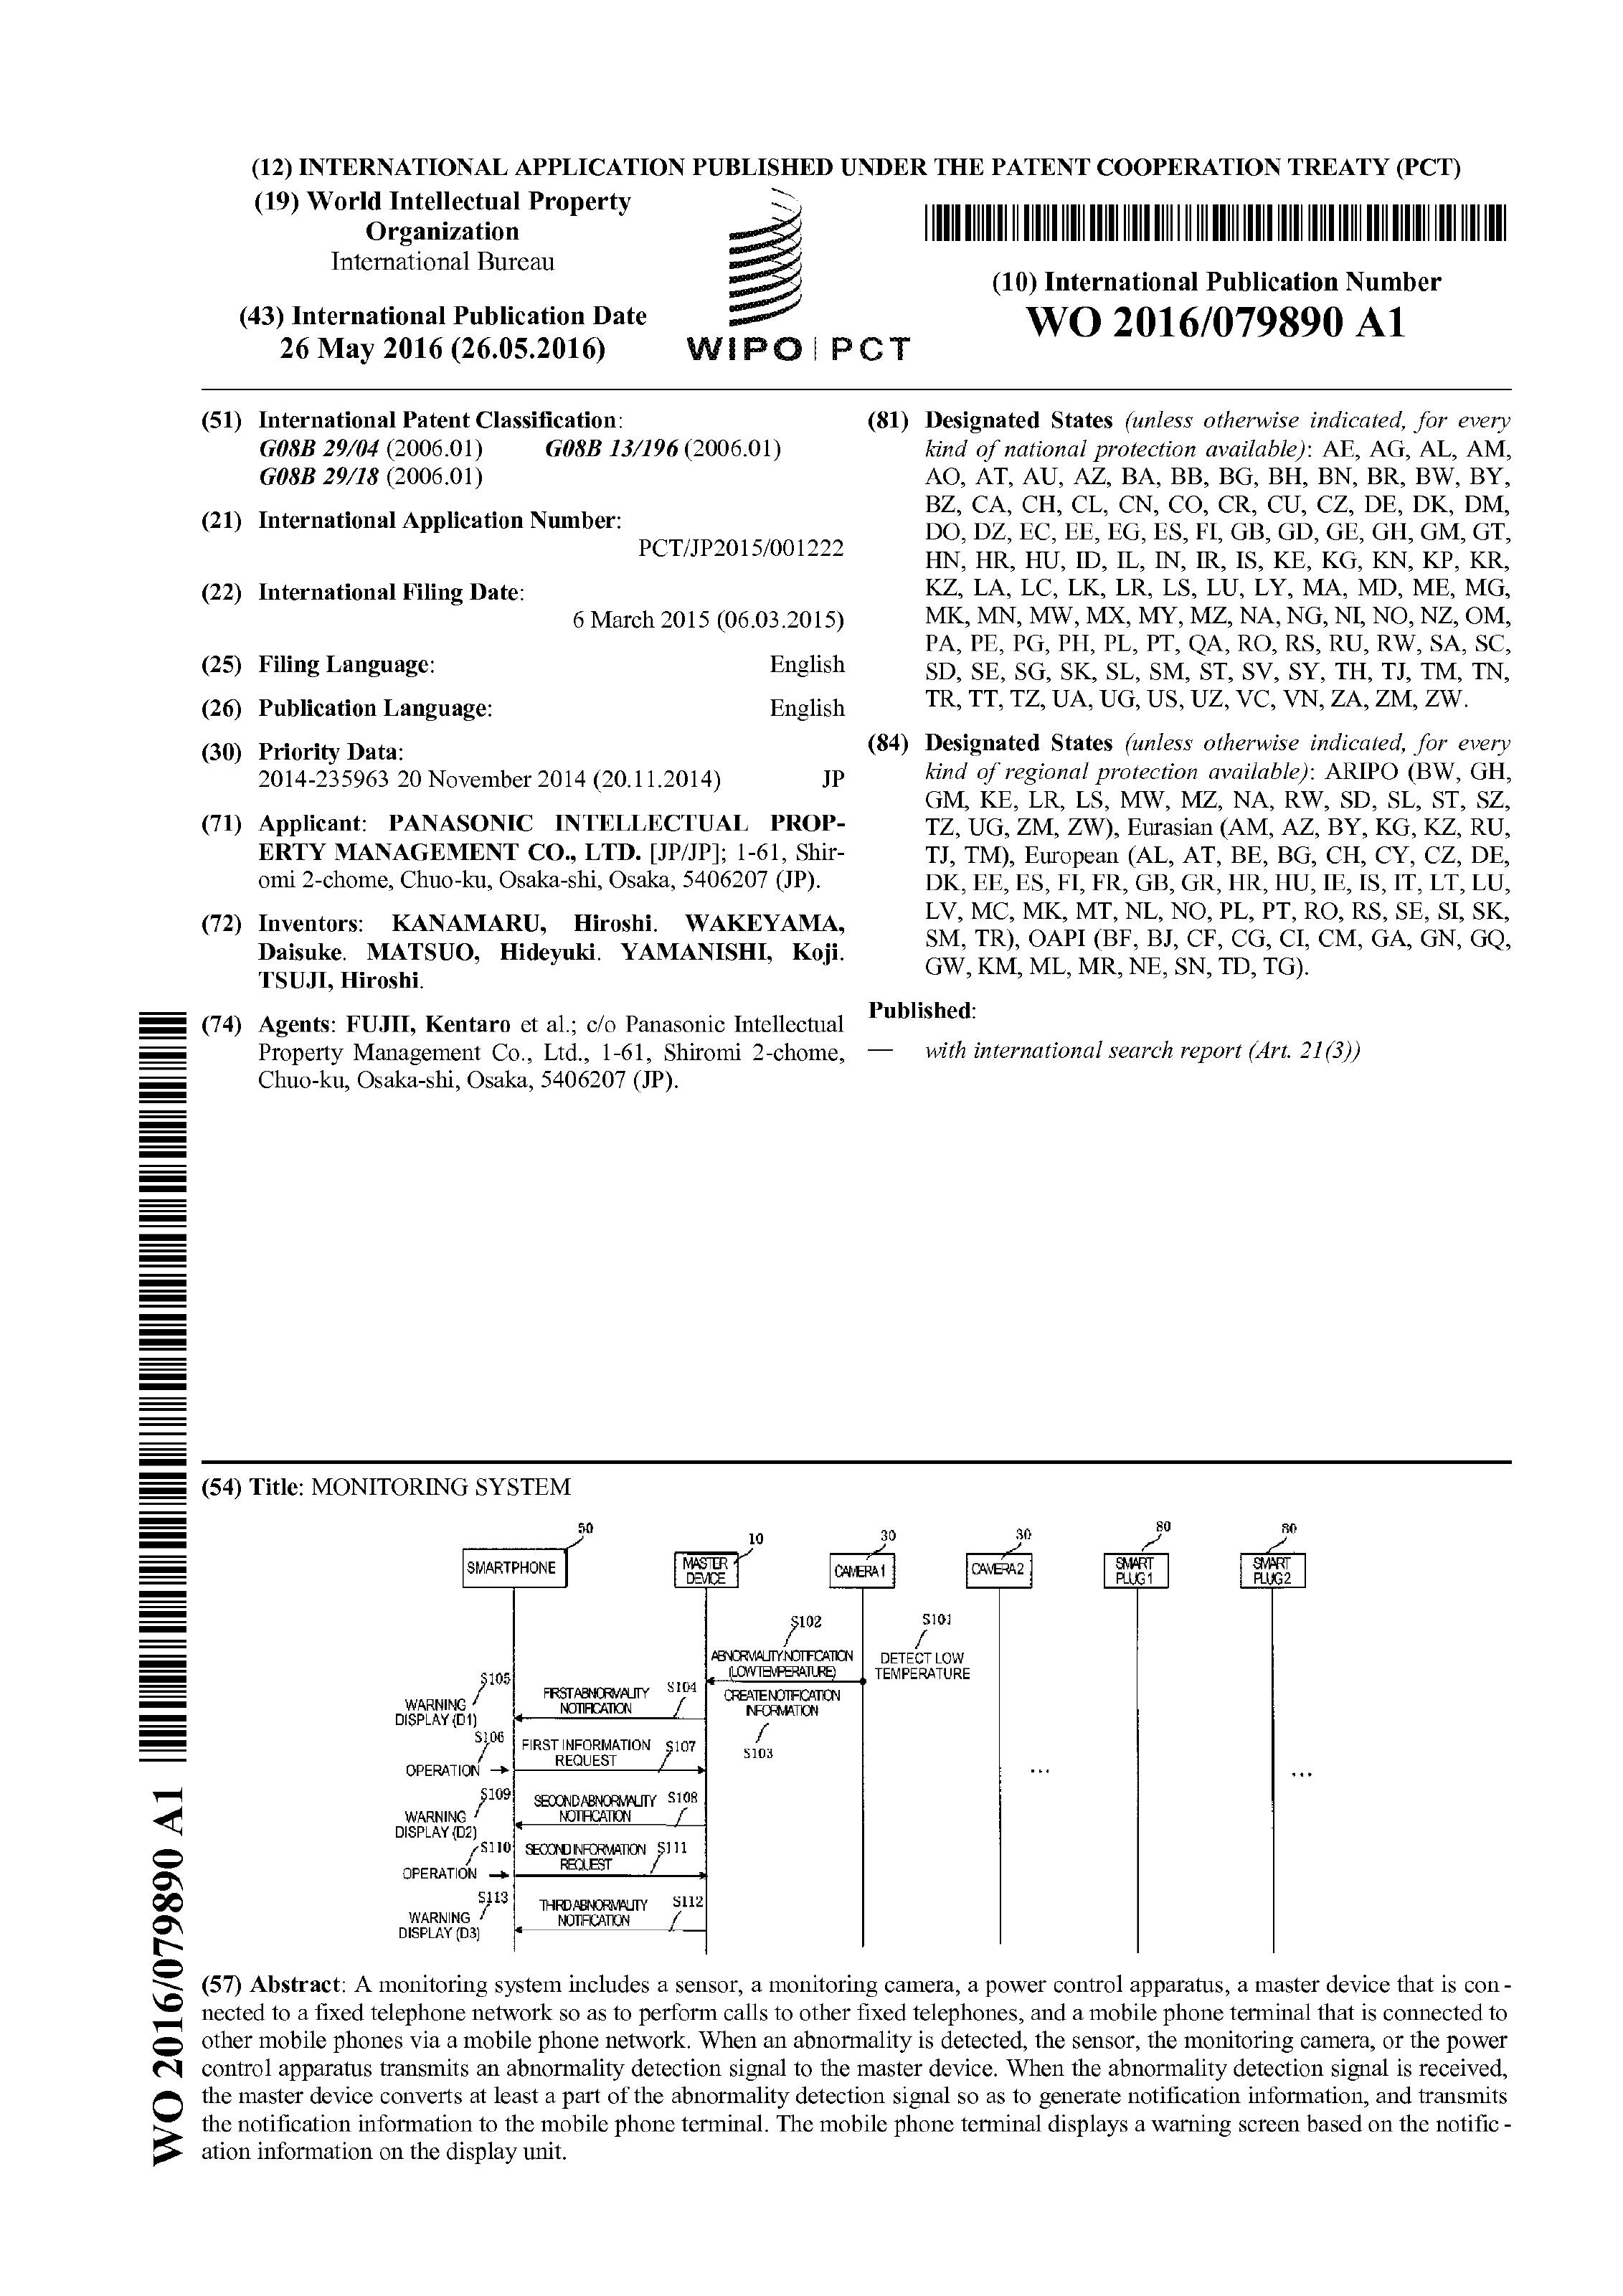 (12) INTERNATIONAL APPLICATION PUBLISHED UNDER THE PATENT COOPERATION TREATY (PCT)
(19) World Intellectual Property
Organization
International Bureau
(43) International Publication Date
26 May 2016 (26.05.2016)
WIPO | PCT
(10) International Publication Number
WO 2016/079890 A1
(51) International Patent Classification:
G08B 29/04 (2006.01) G08B 13/196 (2006.01)
G08B 29/18 (2006.01)
(21) International Application Number:
PCT/JP2015/001222
(22) International Filing Date:
6 March 2015 (06.03.2015)
(25) Filing Language: English
(26) Publication Language: English
(30) Priority Data:
2014-235963 20 November 2014 (20.11.2014) JP
(71) Applicant: PANASONIC INTELLECTUAL PROP-
ERTY MANAGEMENT CO., LTD. [JP/JP]; 1-61, Shir-
omi 2-chome, Chuo-ku, Osaka-shi, Osaka, 5406207 (JP).
(72) Inventors: KANAMARU, Hiroshi. WAKEYAMA,
Daisuke. MATSUO, Hideyuki. YAMANISHI, Koji.
TSUJI, Hiroshi.
(74) Agents: FUJII, Kentaro et al.; c/o Panasonic Intellectual
Property Management Co., Ltd., 1-61, Shiromi 2-chome,
Chuo-ku, Osaka-shi, Osaka, 5406207 (JP).
(81) Designated States (unless otherwise indicated, for every
kind of national protection available): AE, AG, AL, AM,
AO, AT, AU, AZ, BA, BB, BG, BH, BN, BR, BW, BY,
BZ, CA, CH, CL, CN, CO, CR, CU, CZ, DE, DK, DM,
DO, DZ, EC, EE, EG, ES, FI, GB, GD, GE, GH, GM, GT,
HN, HR, HU, ID, IL, IN, IR, IS, KE, KG, KN, KP, KR,
KZ, LA, LC, LK, LR, LS, LU, LY, MA, MD, ME, MG,
MK, MN, MW, MX, MY, MZ, NA, NG, NI, NO, NZ, OM,
PA, PE, PG, PH, PL, PT, QA, RO, RS, RU, RW, SA, SC,
SD, SE, SG, SK, SL, SM, ST, SV, SY, TH, TJ, TM, TN,
TR, TT, TZ, UA, UG, US, UZ, VC, VN, ZA, ZM, ZW.
(84) Designated States (unless otherwise indicated, for every
kind of regional protection available): ARIPO (BW, GH,
GM, KE, LR, LS, MW, MZ, NA, RW, SD, SL, ST, SZ,
TZ, UG, ZM, ZW), Eurasian (AM, AZ, BY, KG, KZ, RU,
TJ, TM), European (AL, AT, BE, BG, CH, CY, CZ, DE,
DK, EE, ES, FI, FR, GB, GR, HR, HU, IE, IS, IT, LT, LU,
LV, MC, MK, MT, NL, NO, PL, PT, RO, RS, SE, SI, SK,
SM, TR), OAPI (BF, BJ, CF, CG, CI, CM, GA, GN, GQ,
GW, KM, ML, MR, NE, SN, TD, TG).
Published:
— with international search report (Art. 21(3))
WO 2016/079890 A1
(54) Title: MONITORING SYSTEM
50
10
30
30
80
80
SMARTPHONE
MASTER
DEVICE
CAMERA1
CAMERA2
SMART
PLUG1
SMART
PLUG2
S102
S101
ABNORMALITY NOTIFICATION
(LOW TEMPERATURE)
DETECT LOW
TEMPERATURE
S105
WARNING
DISPLAY (D1)
FIRST ABNORMALITY
NOTIFICATION
S104
CREATE NOTIFICATION
INFORMATION
S103
S106
OPERATION
FIRST INFORMATION
REQUEST
S107
...
...
S109
WARNING
DISPLAY (D2)
SECOND ABNORMALITY
NOTIFICATION
S108
S110
OPERATION
SECOND INFORMATION
REQUEST
S111
S113
WARNING
DISPLAY (D3)
THIRD ABNORMALITY
NOTIFICATION
S112
(57) Abstract: A monitoring system includes a sensor, a monitoring camera, a power control apparatus, a master device that is con-
nected to a fixed telephone network so as to perform calls to other fixed telephones, and a mobile phone terminal that is connected to
other mobile phones via a mobile phone network. When an abnormality is detected, the sensor, the monitoring camera, or the power
control apparatus transmits an abnormality detection signal to the master device. When the abnormality detection signal is received,
the master device converts at least a part of the abnormality detection signal so as to generate notification information, and transmits
the notification information to the mobile phone terminal. The mobile phone terminal displays a warning screen based on the notific-
ation information on the display unit.